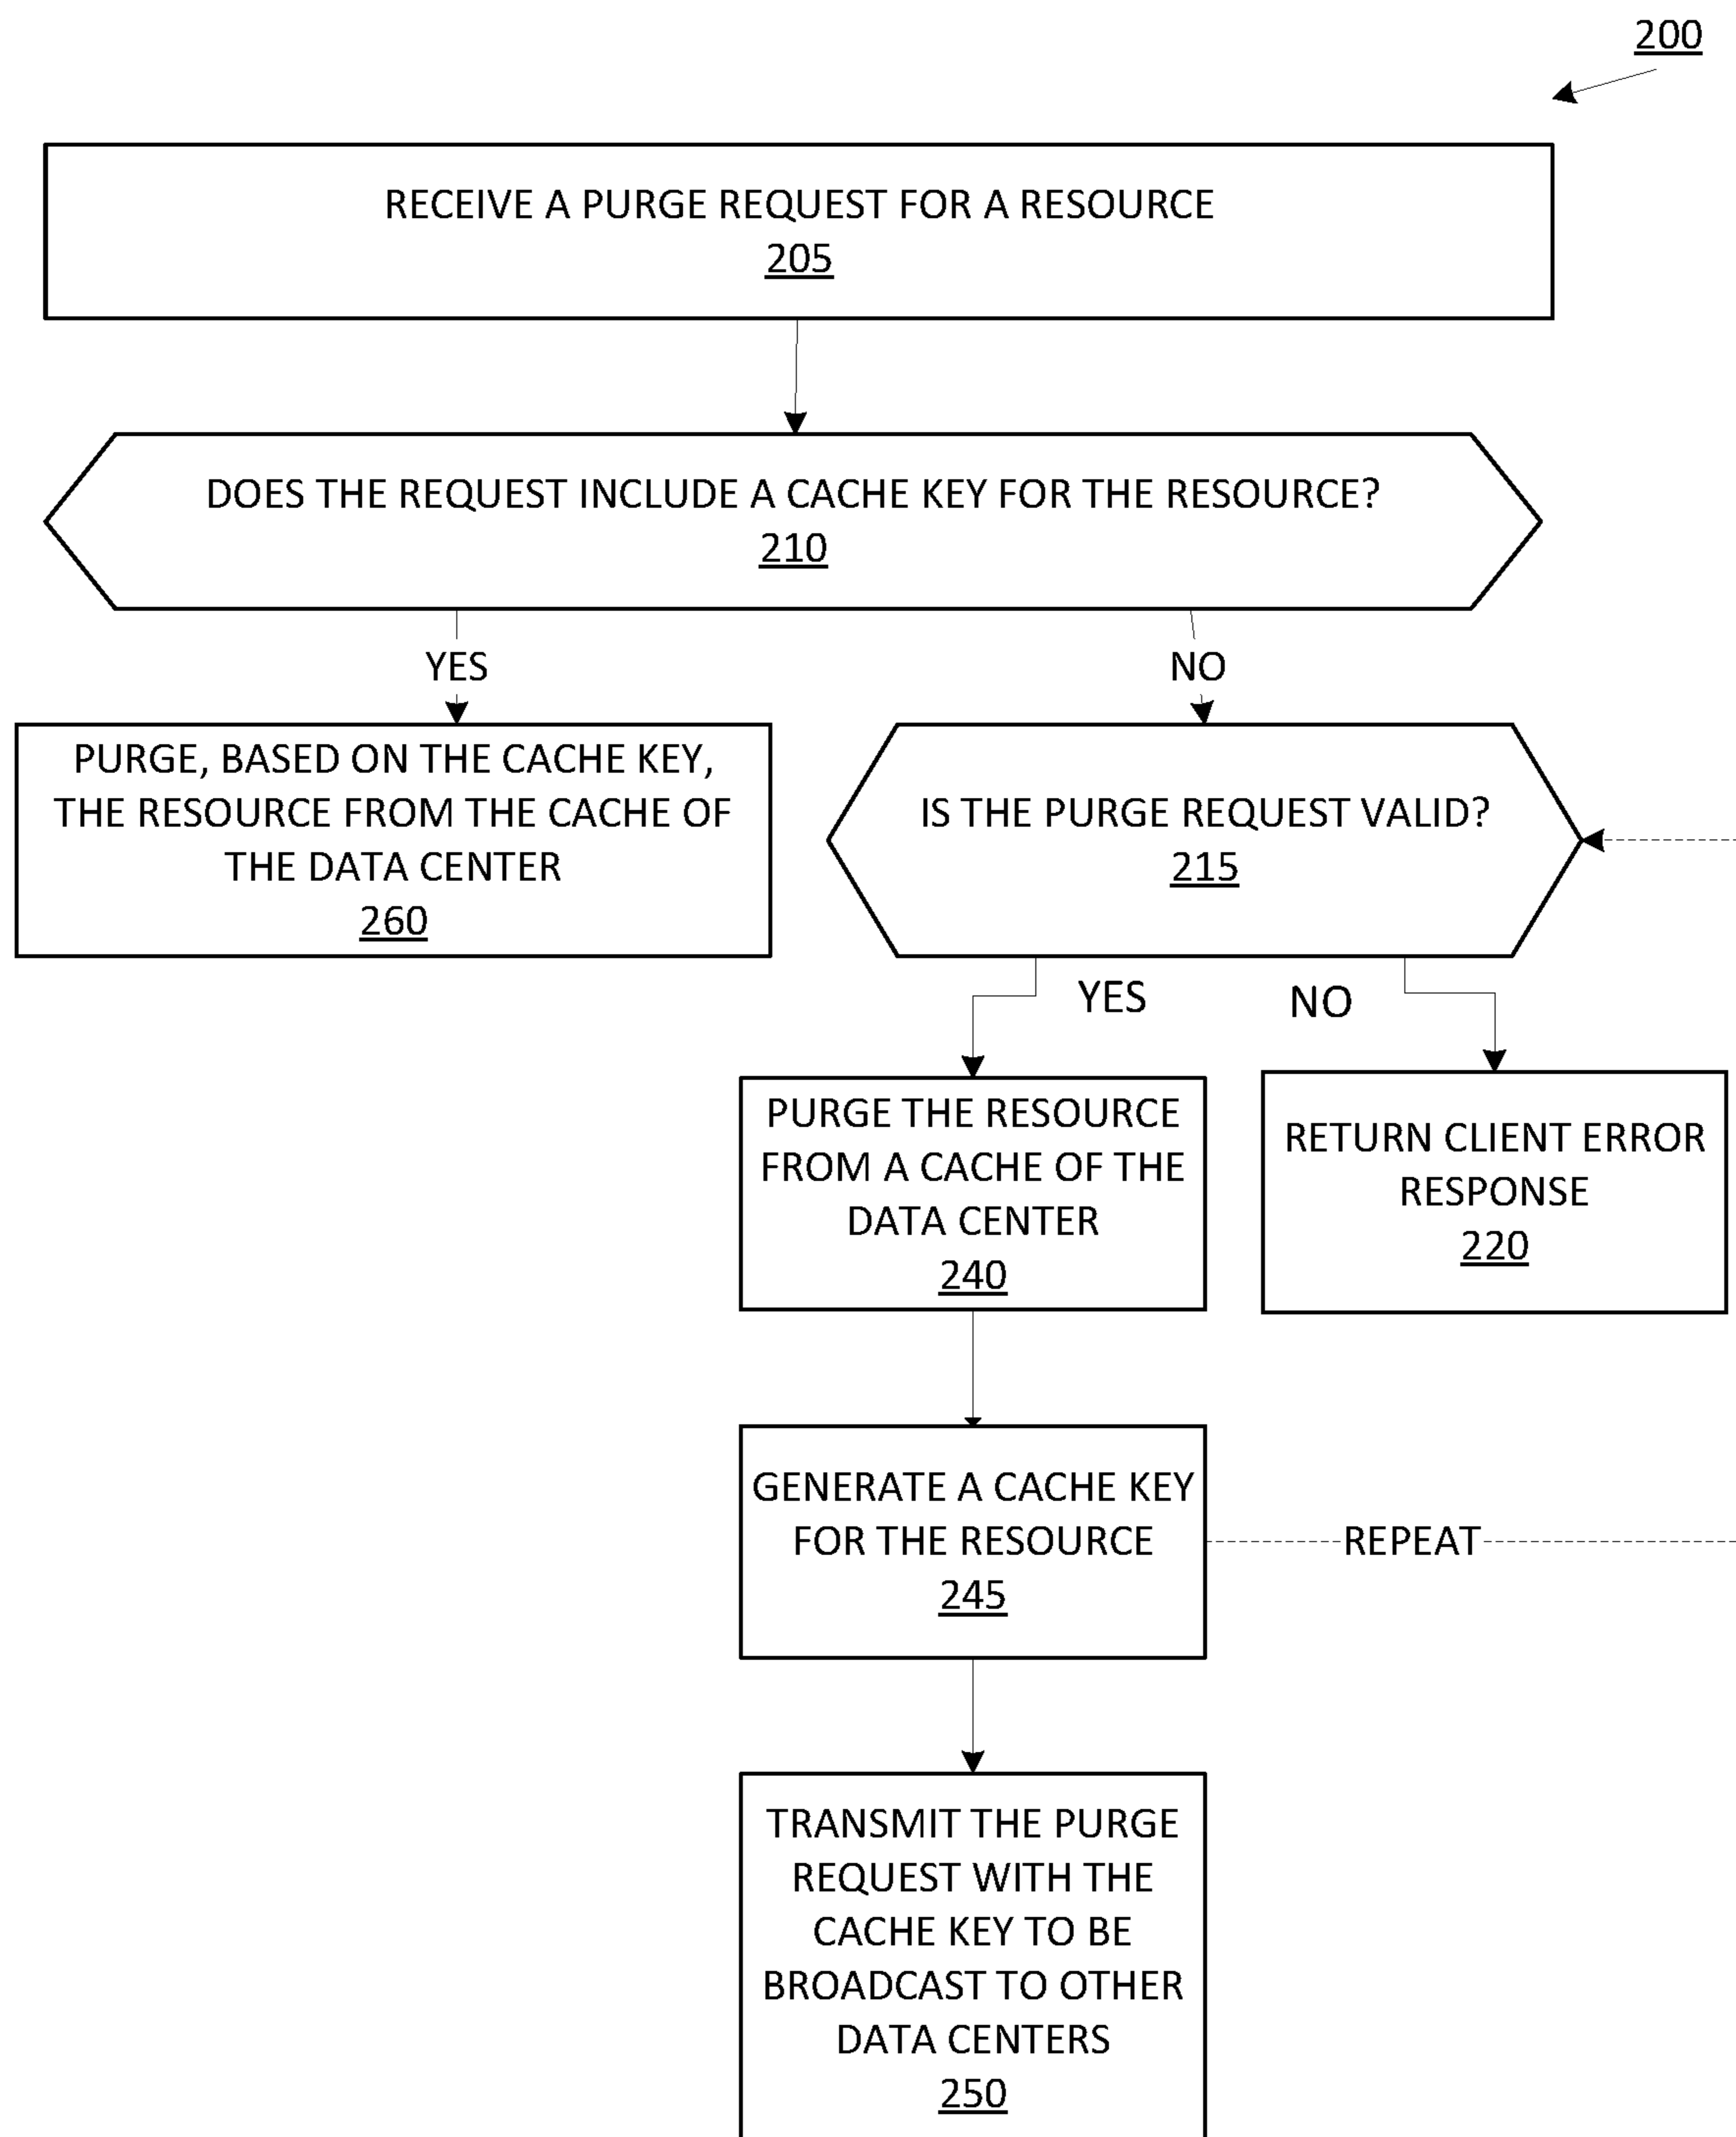 200
RECEIVE A PURGE REQUEST FOR A RESOURCE
205
DOES THE REQUEST INCLUDE A CACHE KEY FOR THE RESOURCE?
210
YES
NO
PURGE, BASED ON THE CACHE KEY,
THE RESOURCE FROM THE CACHE OF
THE DATA CENTER
260
IS THE PURGE REQUEST VALID?
215
YES
NO
PURGE THE RESOURCE
FROM A CACHE OF THE
DATA CENTER
240
RETURN CLIENT ERROR
RESPONSE
220
GENERATE A CACHE KEY
FOR THE RESOURCE
245
REPEAT
TRANSMIT THE PURGE
REQUEST WITH THE
CACHE KEY TO BE
BROADCAST TO OTHER
DATA CENTERS
250